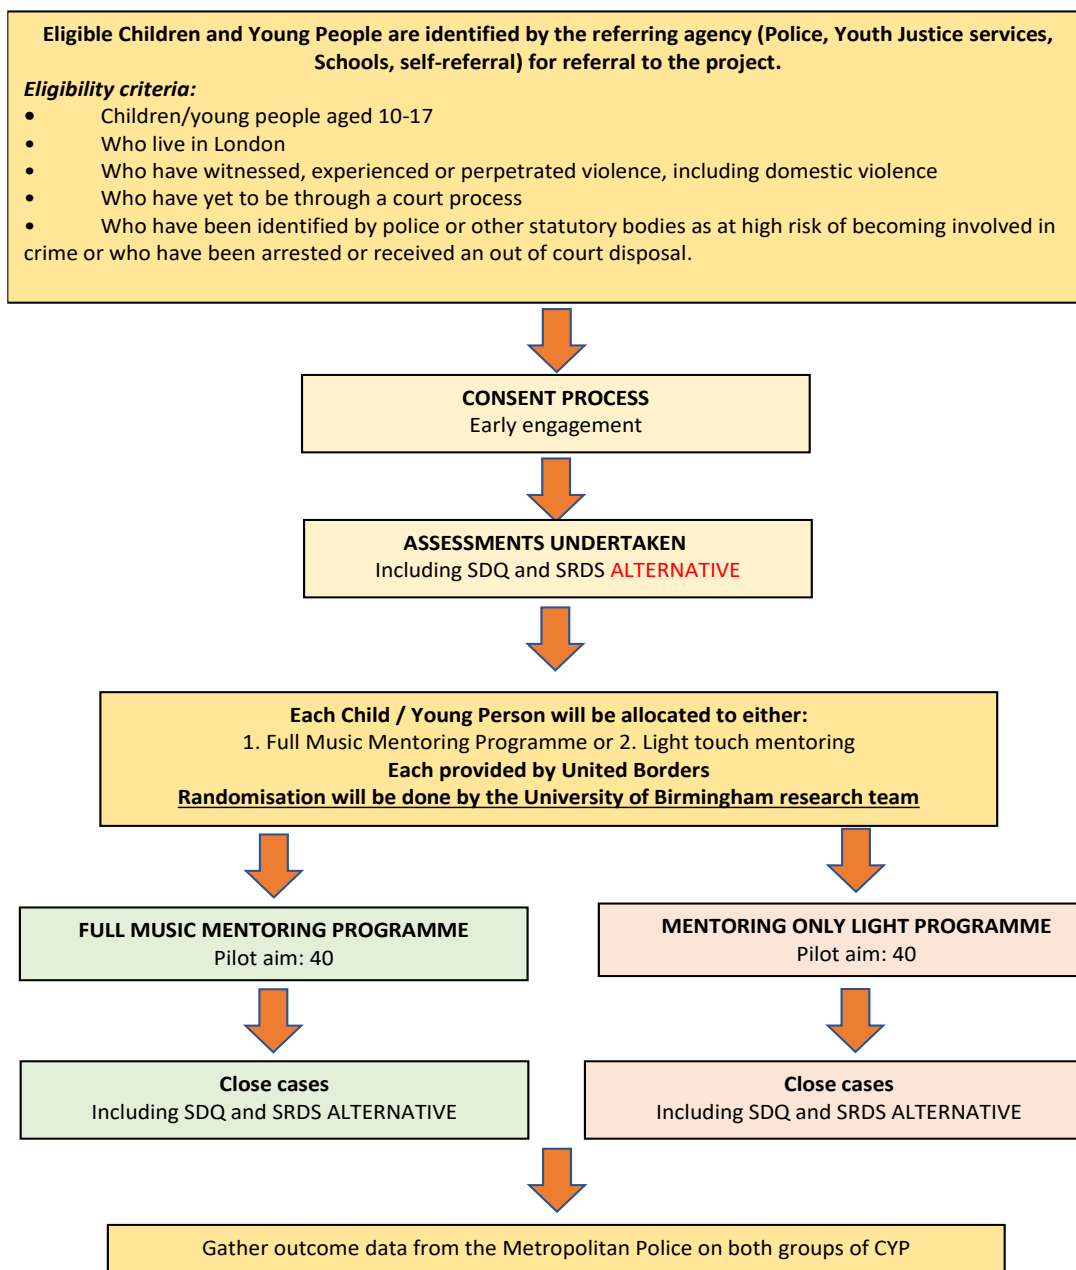 Eligible Children and Young People are identified by the referring agency (Police, Youth Justice services,
Schools, self-referral) for referral to the project.
Eligibility criteria:
• Children/young people aged 10-17
• Who live in London
• Who have witnessed, experienced or perpetrated violence, including domestic violence
• Who have yet to be through a court process
• Who have been identified by police or other statutory bodies as at high risk of becoming involved in
crime or who have been arrested or received an out of court disposal.
CONSENT PROCESS
Early engagement
ASSESSMENTS UNDERTAKEN
Including SDQ and SRDS ALTERNATIVE
Each Child / Young Person will be allocated to either:
1. Full Music Mentoring Programme or 2. Light touch mentoring
Each provided by United Borders
Randomisation will be done by the University of Birmingham research team
FULL MUSIC MENTORING PROGRAMME
Pilot aim: 40
MENTORING ONLY LIGHT PROGRAMME
Pilot aim: 40
Close cases
Including SDQ and SRDS ALTERNATIVE
Close cases
Including SDQ and SRDS ALTERNATIVE
Gather outcome data from the Metropolitan Police on both groups of CYP